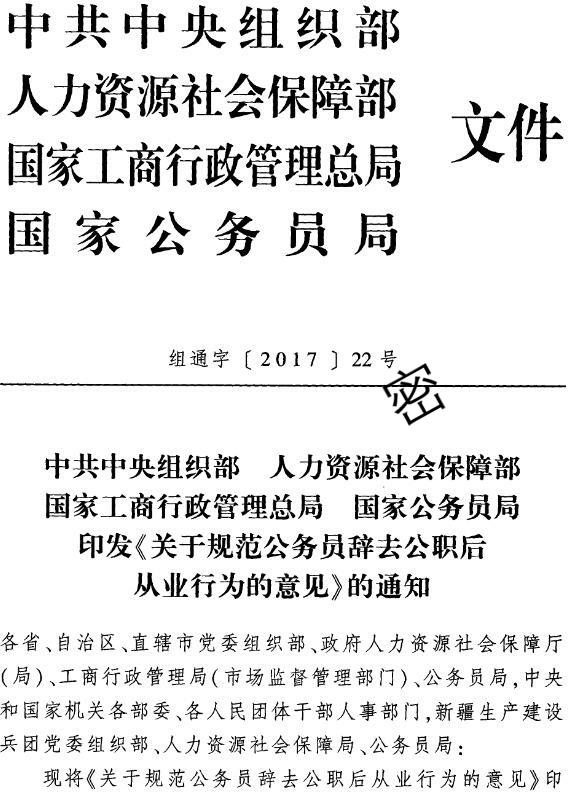 中共中央组织部
人力资源社会保障部
国家工商行政管理总局
国家公务员局
文件
组通字〔2017〕22号
密
中共中央组织部 人力资源社会保障部
国家工商行政管理总局 国家公务员局
印发《关于规范公务员辞去公职后
从业行为的意见》的通知
各省、自治区、直辖市党委组织部、政府人力资源社会保障厅
(局)、工商行政管理局(市场监督管理部门)、公务员局,中央
和国家机关各部委、各人民团体干部人事部门,新疆生产建设
兵团党委组织部、人力资源社会保障局、公务员局:
现将《关于规范公务员辞去公职后从业行为的意见》印